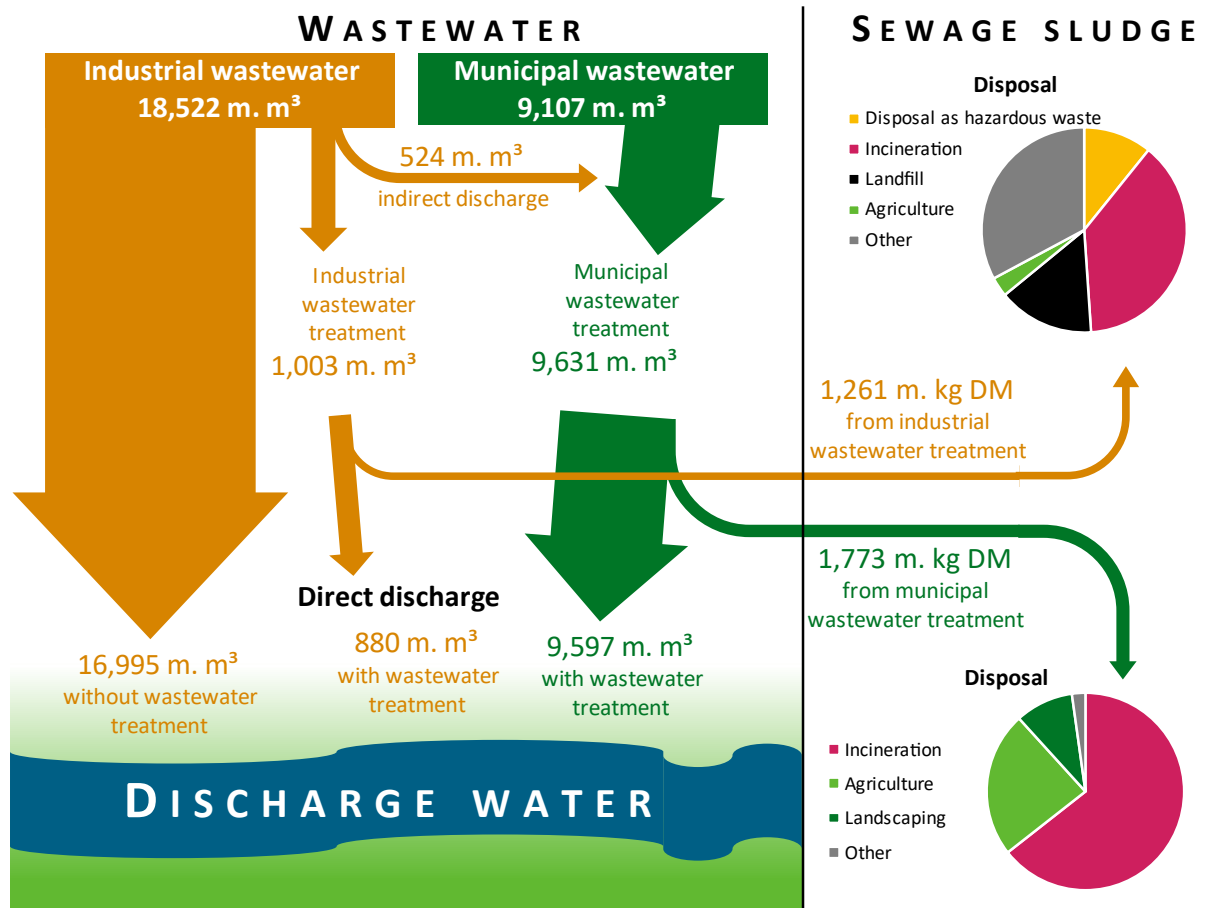 WASTEWATER
Industrial wastewater
18,522 m. m³
Municipal wastewater
9,107 m. m³
524 m. m³
indirect discharge
Industrial
wastewater
treatment
1,003 m. m³
Municipal
wastewater
treatment
9,631 m. m³
Direct discharge
16,995 m. m³
without wastewater
treatment
880 m. m³
with wastewater
treatment
9,597 m. m³
with wastewater
treatment
DISCHARGE WATER
SEWAGE SLUDGE
Disposal
Disposal as hazardous waste
Incineration
Landfill
Agriculture
Other
1,261 m. kg DM
from industrial
wastewater treatment
1,773 m. kg DM
from municipal
wastewater treatment
Disposal
Incineration
Agriculture
Landscaping
Other